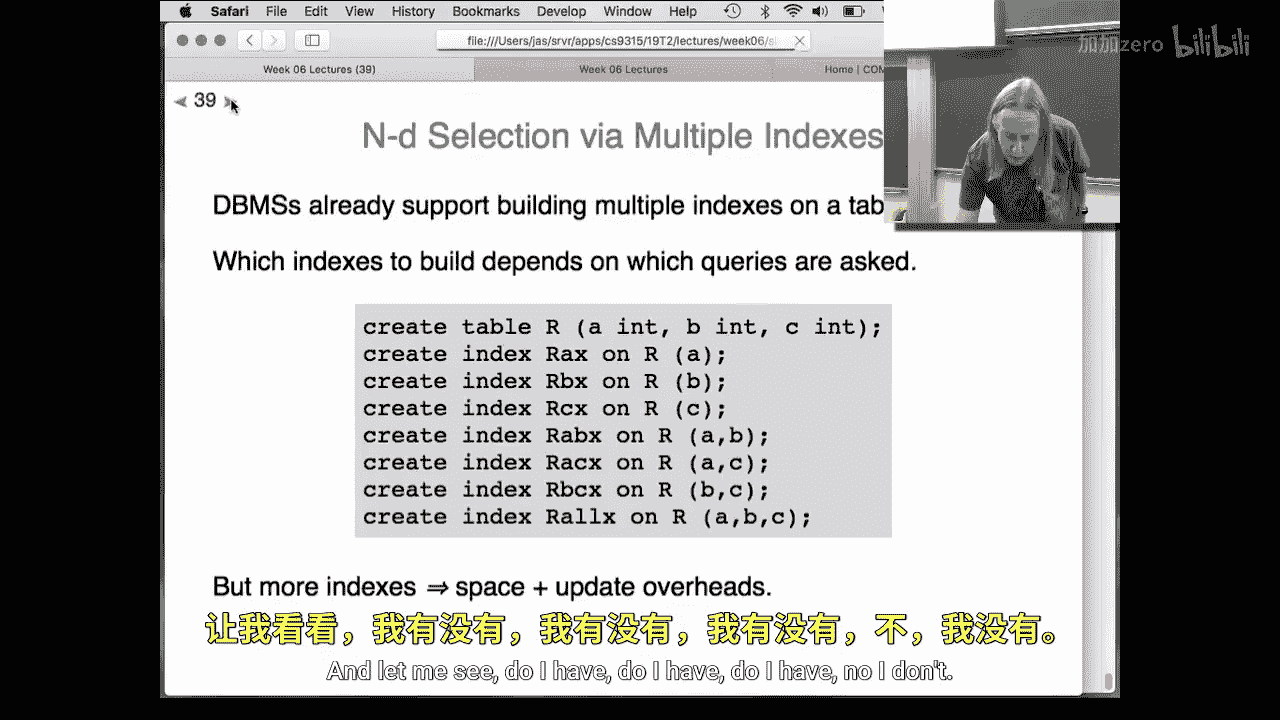 Safari File Edit View History Bookmarks Develop Window Help
file:///Users/jas/srvr/apps/cs9315/19T2/lectures/week06/sl
Week 06 Lectures (39) Week 06 Lectures Home | COM
加加zero bilibili
39
N-d Selection via Multiple Indexes
DBMSs already support building multiple indexes on a tab
Which indexes to build depends on which queries are asked.
create table R (a int, b int, c int);
create index Rax on R (a);
create index Rbx on R (b);
create index Rcx on R (c);
create index Rabx on R (a,b);
create index Racx on R (a,c);
create index Rbcx on R (b,c);
create index Rallx on R (a,b,c);
But more indexes ⇒ space + update overheads.
让我看看，我有没有，我有没有，我有没有，不，我没有。
And let me see, do I have, do I have, do I have, no I don't.